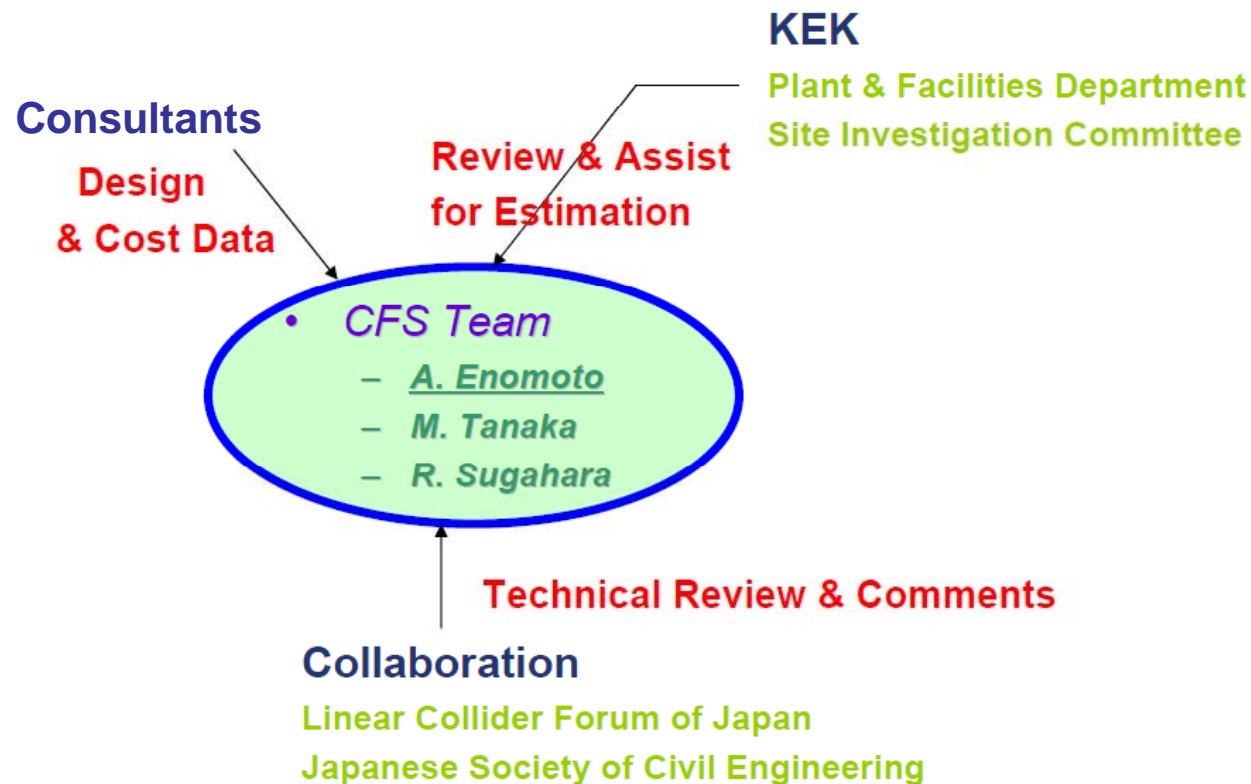 KEK
Plant & Facilities Department
Site Investigation Committee
Consultants
Design
& Cost Data
Review & Assist
for Estimation
• CFS Team
– A. Enomoto
– M. Tanaka
– R. Sugahara
Technical Review & Comments
Collaboration
Linear Collider Forum of Japan
Japanese Society of Civil Engineering